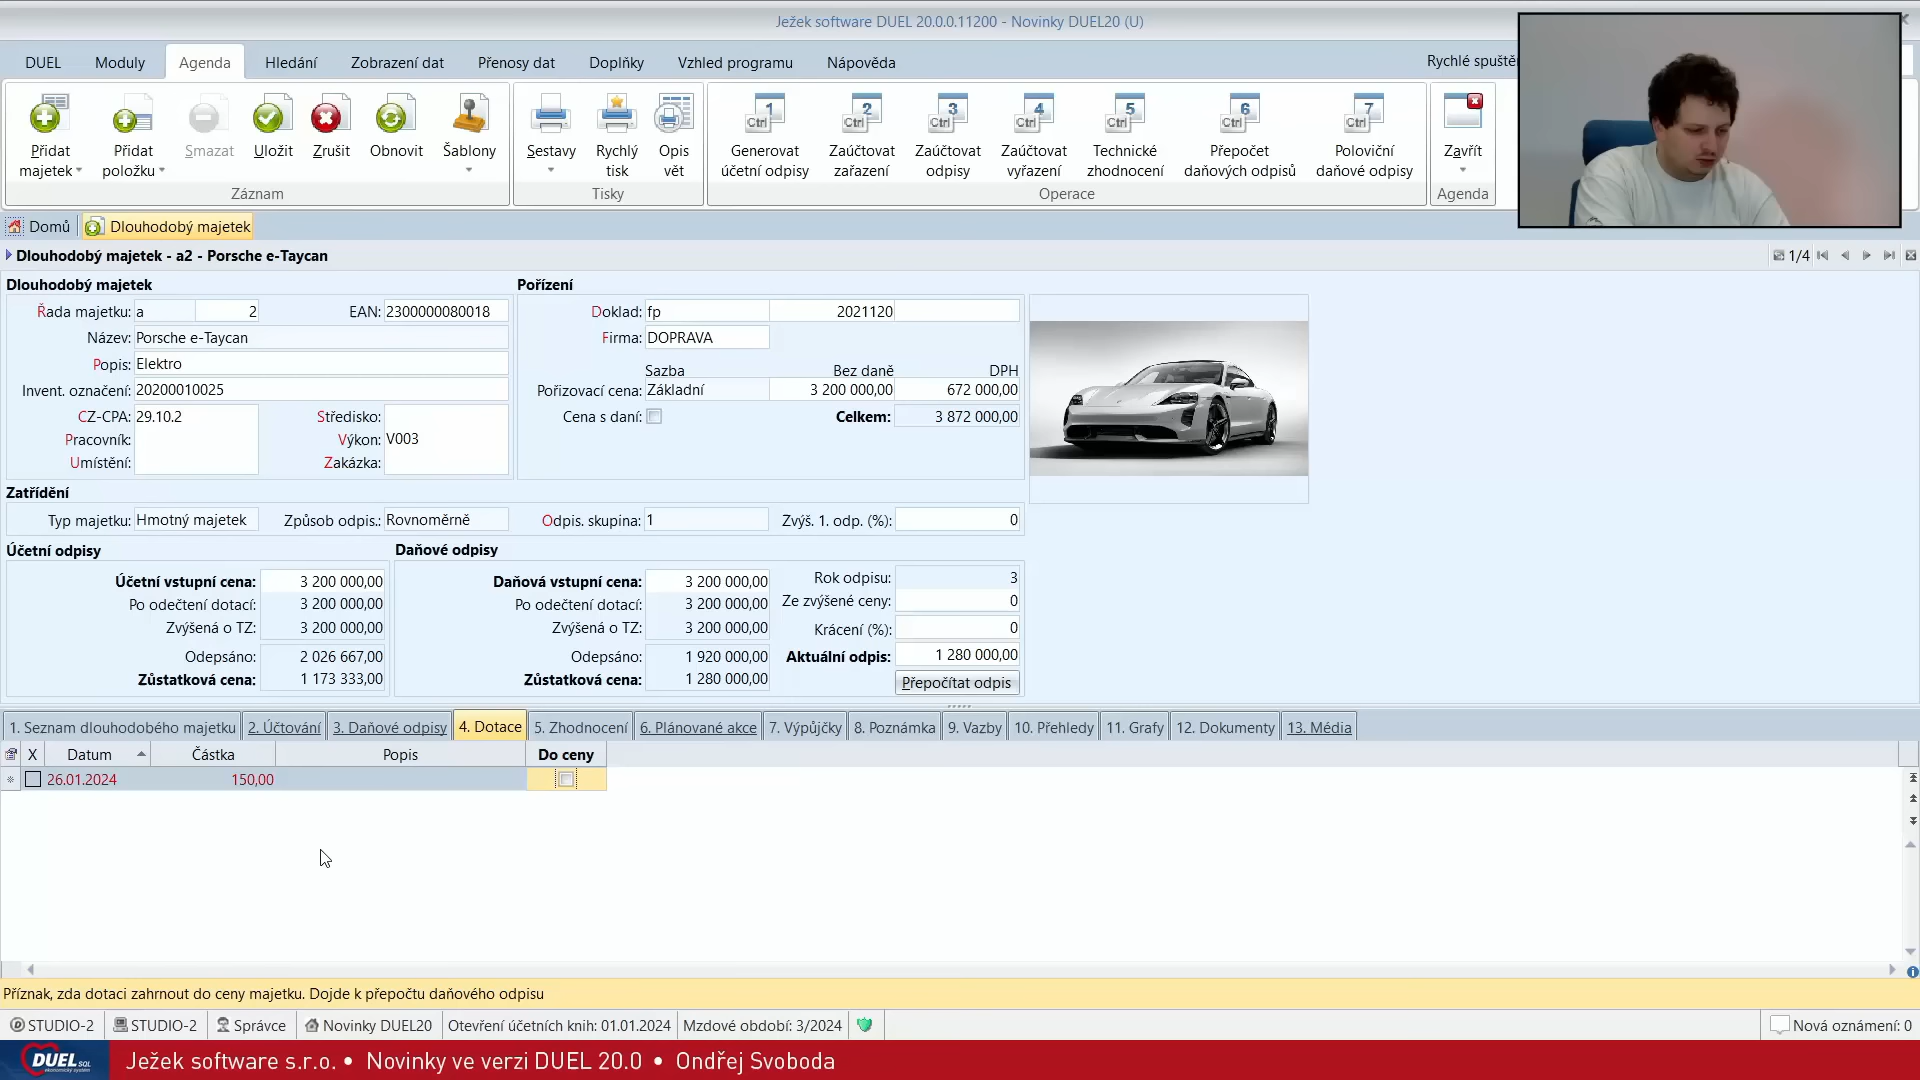 Ježek software DUEL 20.0.0.11200 - Novinky DUEL20 (U)
DUEL Moduly Agenda Hledání Zobrazení dat Přenosy dat Doplňky Vzhled programu Nápověda
Přidat majetek
Přidat položku
Smazat
Uložit
Zrušit
Obnovit
Šablony
Sestavy
Rychlý tisk
Opis vět
1 Ctrl Generovat účetní odpisy
2 Ctrl Zaúčtovat zařazení
3 Ctrl Zaúčtovat odpisy
4 Ctrl Zaúčtovat vyřazení
5 Ctrl Technické zhodnocení
6 Ctrl Přepočet daňových odpisů
7 Ctrl Poloviční daňové odpisy
Zavřít
Záznam Tisky Operace Agenda
Domů Dlouhodobý majetek
Dlouhodobý majetek - a2 - Porsche e-Taycan 1/4
Dlouhodobý majetek
Řada majetku: a 2 EAN: 2300000080018
Název: Porsche e-Taycan
Popis: Elektro
Invent. označení: 20200010025
CZ-CPA: 29.10.2 Středisko:
Pracovník: Výkon: V003
Umístění: Zakázka:
Pořízení
Doklad: fp 2021120
Firma: DOPRAVA
Sazba Bez daně DPH
Pořizovací cena: Základní 3 200 000,00 672 000,00
Cena s daní: Celkem: 3 872 000,00
Zatřídění
Typ majetku: Hmotný majetek Způsob odpis.: Rovnoměrně Odpis. skupina: 1 Zvýš. 1. odp. (%): 0
Účetní odpisy
Účetní vstupní cena: 3 200 000,00
Po odečtení dotací: 3 200 000,00
Zvýšená o TZ: 3 200 000,00
Odepsáno: 2 026 667,00
Zůstatková cena: 1 173 333,00
Daňové odpisy
Daňová vstupní cena: 3 200 000,00 Rok odpisu: 3
Po odečtení dotací: 3 200 000,00 Ze zvýšené ceny: 0
Zvýšená o TZ: 3 200 000,00 Krácení (%): 0
Odepsáno: 1 920 000,00 Aktuální odpis: 1 280 000,00
Zůstatková cena: 1 280 000,00 Přepočítat odpis
1. Seznam dlouhodobého majetku 2. Účtování 3. Daňové odpisy 4. Dotace 5. Zhodnocení 6. Plánované akce 7. Výpůjčky 8. Poznámka 9. Vazby 10. Přehledy 11. Grafy 12. Dokumenty 13. Média
X Datum Částka Popis Do ceny
26.01.2024 150,00
Příznak, zda dotaci zahrnout do ceny majetku. Dojde k přepočtu daňového odpisu
STUDIO-2 STUDIO-2 Správce Novinky DUEL20 Otevření účetních knih: 01.01.2024 Mzdové období: 3/2024 Nová oznámení: 0
DUEL SQL Ježek software s.r.o. • Novinky ve verzi DUEL 20.0 • Ondřej Svoboda